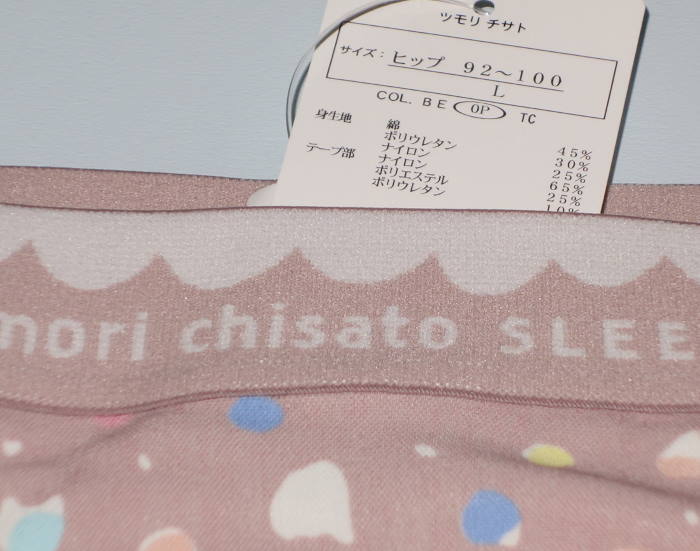 ツモリ チサト
サイズ: ヒップ 92～100
L
COL. BE OP TC
身生地 綿 45%
ポリウレタン 30%
ナイロン 25%
テープ部 ナイロン 65%
ポリエステル 25%
ポリウレタン 10%
mori chisato SLEE